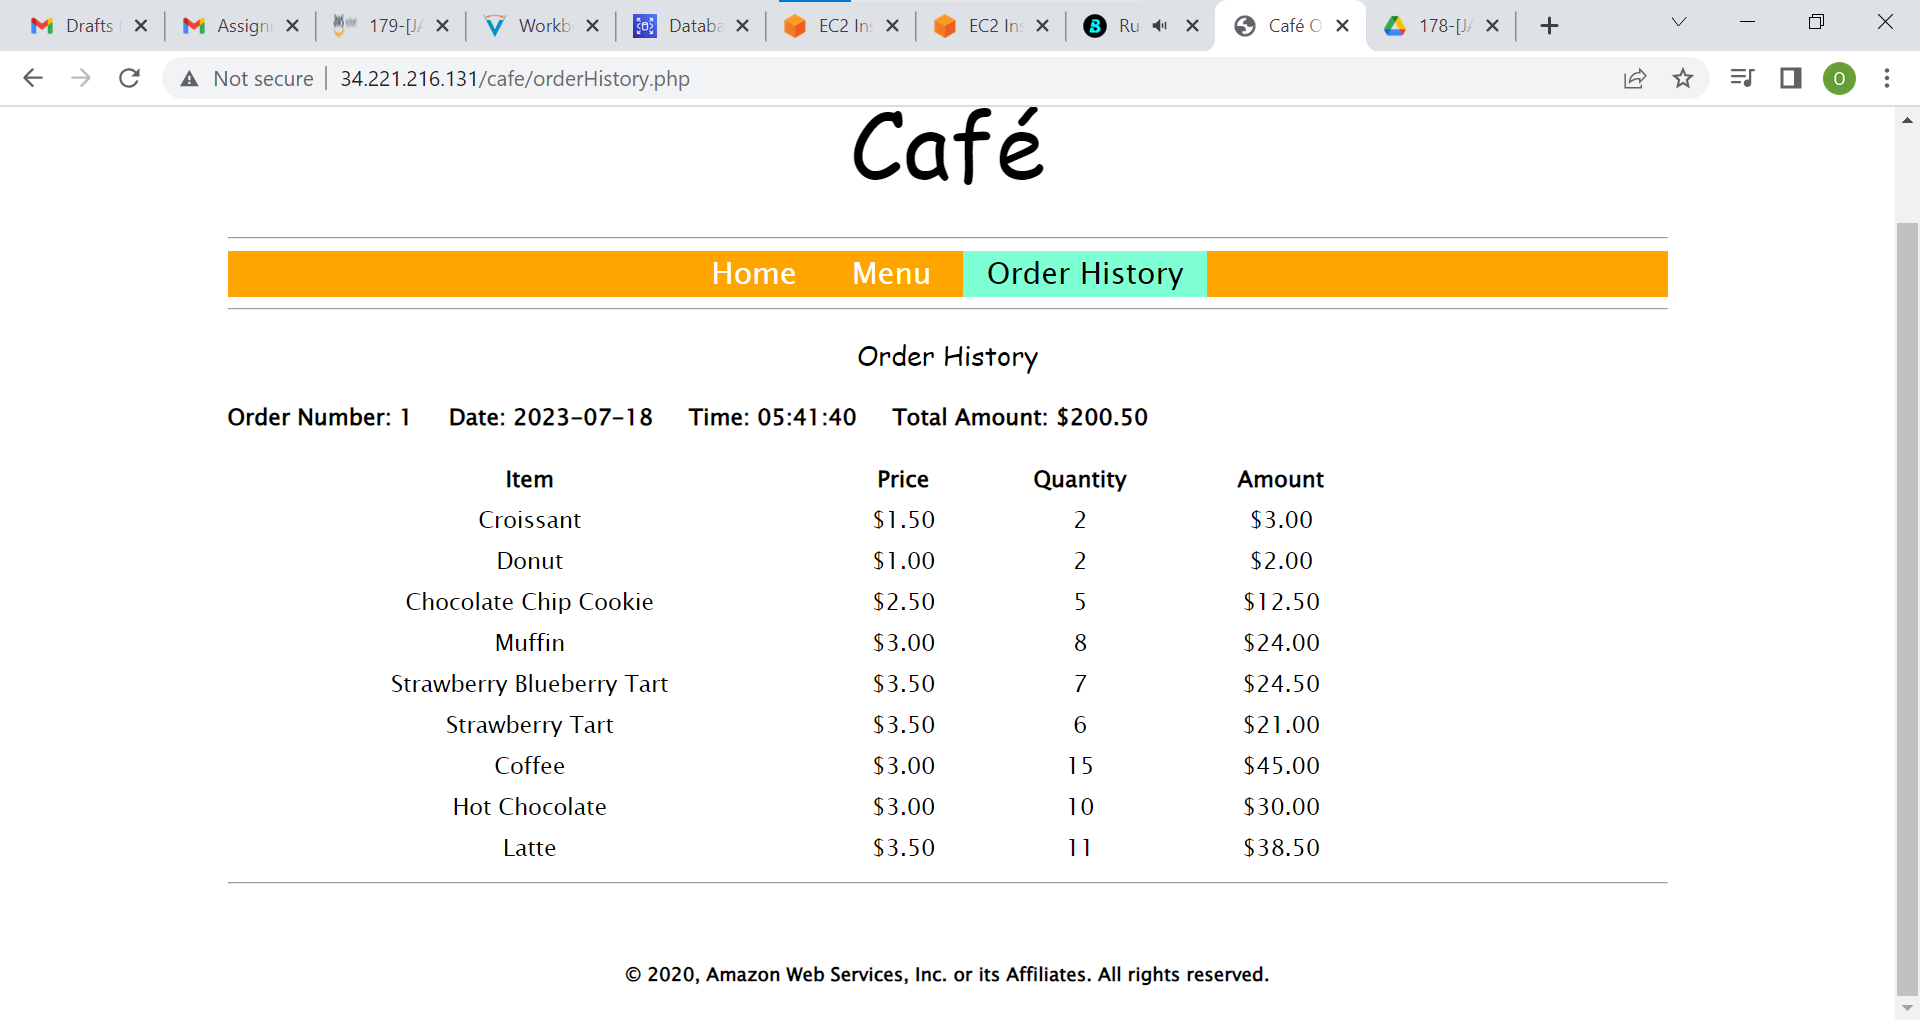 Drafts Assign 179-[JA Workb Databa EC2 Ins EC2 Ins Ru Café O 178-[JA
Not secure 34.221.216.131/cafe/orderHistory.php O
Café
Home Menu Order History
Order History
Order Number: 1 Date: 2023-07-18 Time: 05:41:40 Total Amount: $200.50
Item Price Quantity Amount
Croissant $1.50 2 $3.00
Donut $1.00 2 $2.00
Chocolate Chip Cookie $2.50 5 $12.50
Muffin $3.00 8 $24.00
Strawberry Blueberry Tart $3.50 7 $24.50
Strawberry Tart $3.50 6 $21.00
Coffee $3.00 15 $45.00
Hot Chocolate $3.00 10 $30.00
Latte $3.50 11 $38.50
© 2020, Amazon Web Services, Inc. or its Affiliates. All rights reserved.